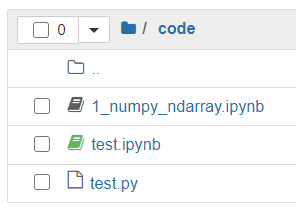 0 / code
..
1_numpy_ndarray.ipynb
test.ipynb
test.py